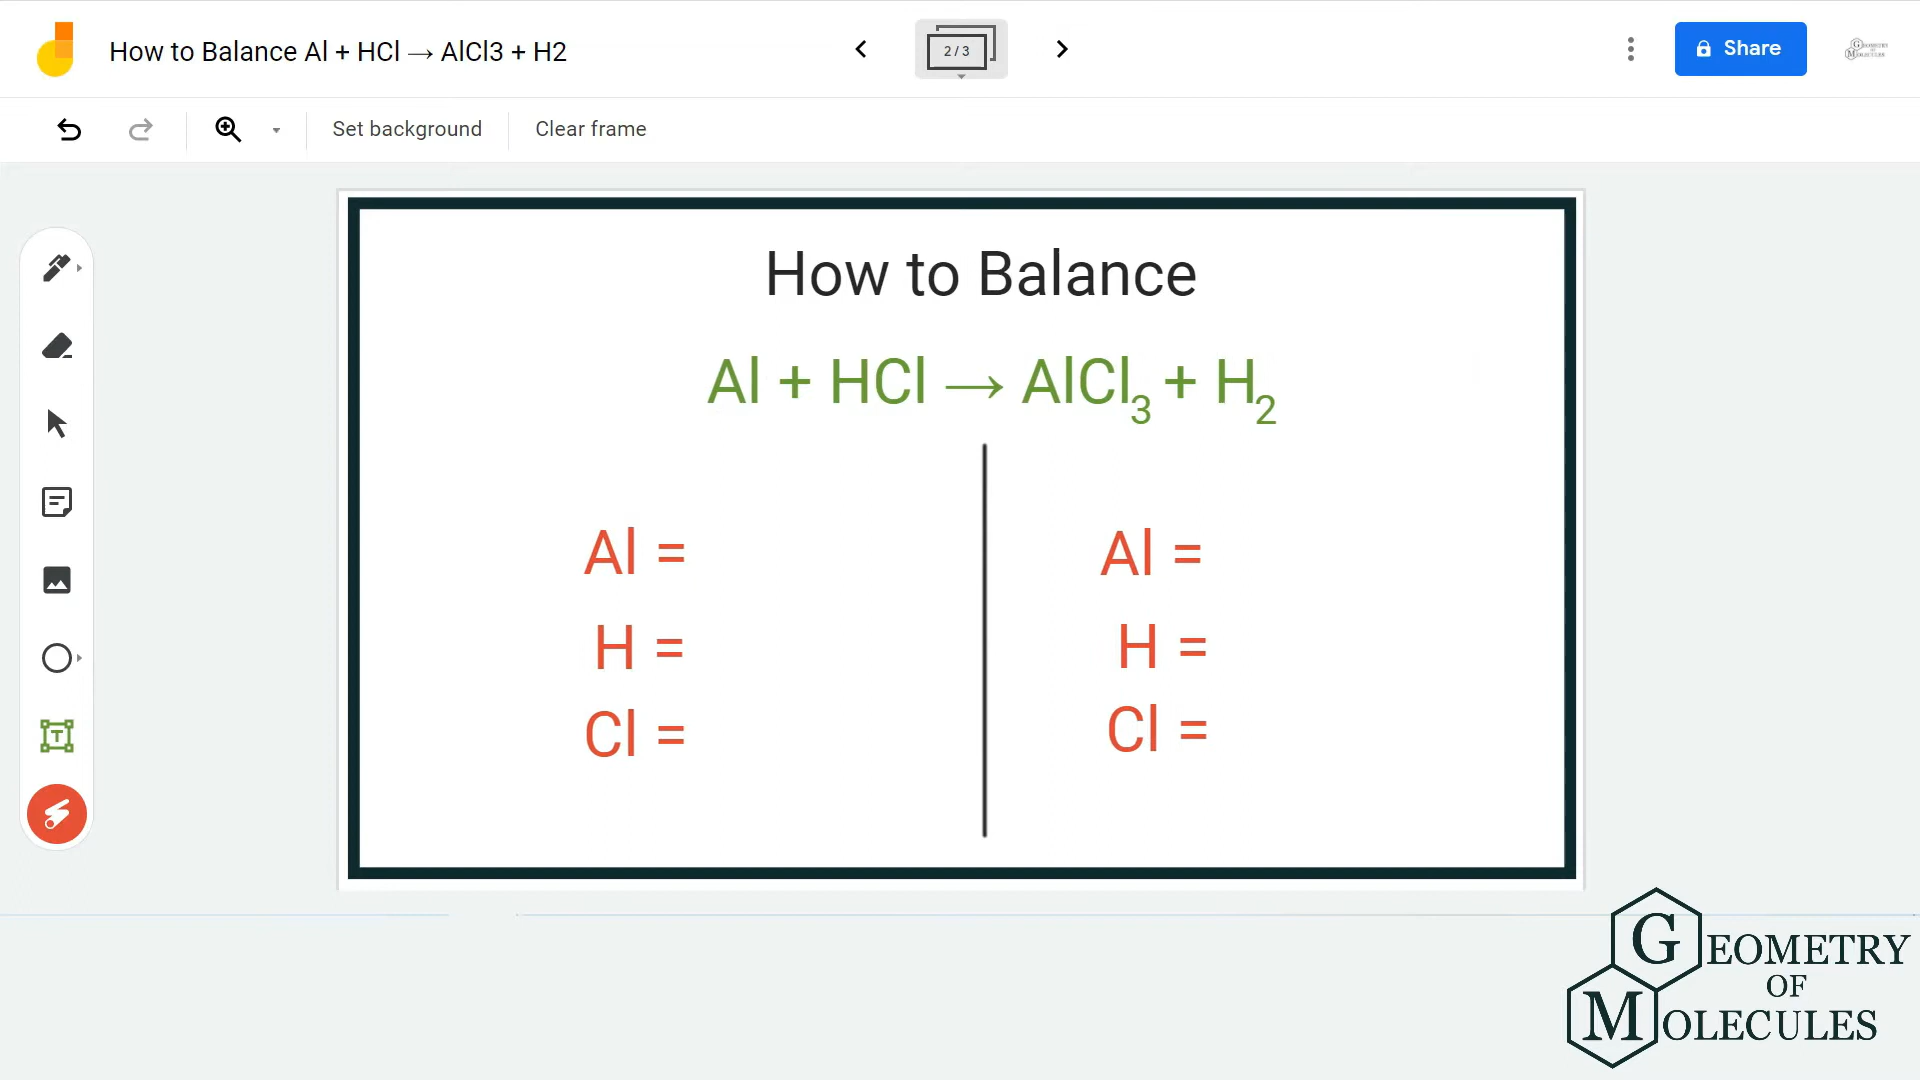 How to Balance Al + HCl → AlCl3 + H2
2 / 3
Share
Set background
Clear frame
How to Balance
Al + HCl → AlCl₃ + H₂
Al =
H =
Cl =
Al =
H =
Cl =
GEOMETRY
OF
MOLECULES